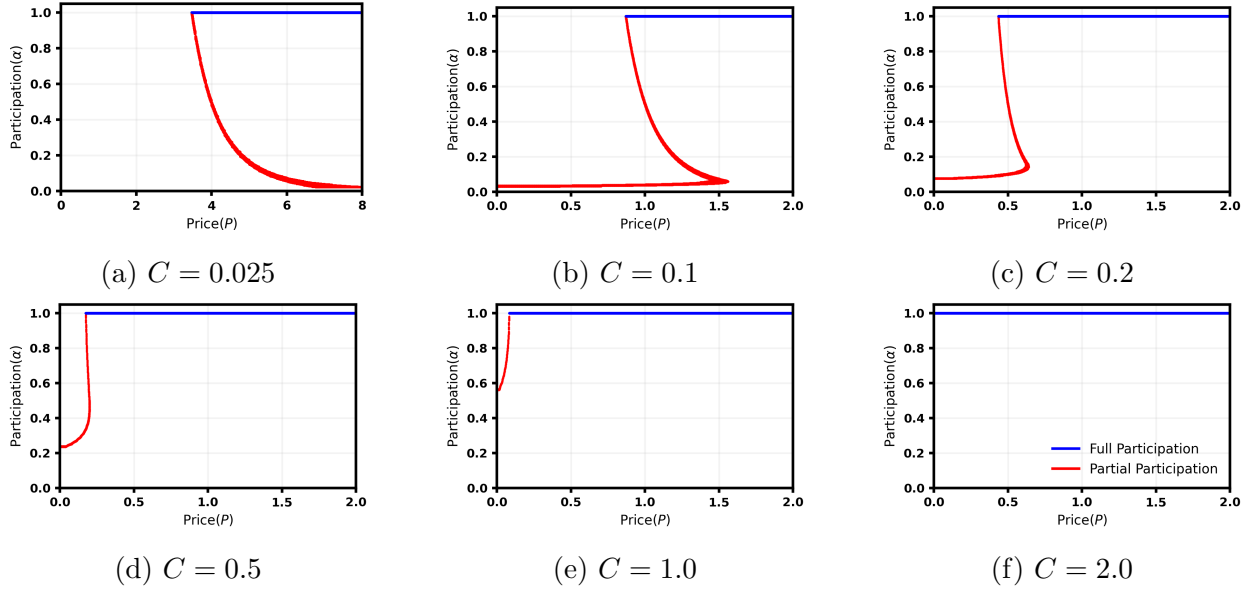 1.0
0.8
0.6
0.4
0.2
0.0
Participation(α)
0 2 4 6 8
Price(P)
(a) C = 0.025
1.0
0.8
0.6
0.4
0.2
0.0
Participation(α)
0.0 0.5 1.0 1.5 2.0
Price(P)
(b) C = 0.1
1.0
0.8
0.6
0.4
0.2
0.0
Participation(α)
0.0 0.5 1.0 1.5 2.0
Price(P)
(c) C = 0.2
1.0
0.8
0.6
0.4
0.2
0.0
Participation(α)
0.0 0.5 1.0 1.5 2.0
Price(P)
(d) C = 0.5
1.0
0.8
0.6
0.4
0.2
0.0
Participation(α)
0.0 0.5 1.0 1.5 2.0
Price(P)
(e) C = 1.0
1.0
0.8
0.6
0.4
0.2
0.0
Participation(α)
Full Participation
Partial Participation
0.0 0.5 1.0 1.5 2.0
Price(P)
(f) C = 2.0